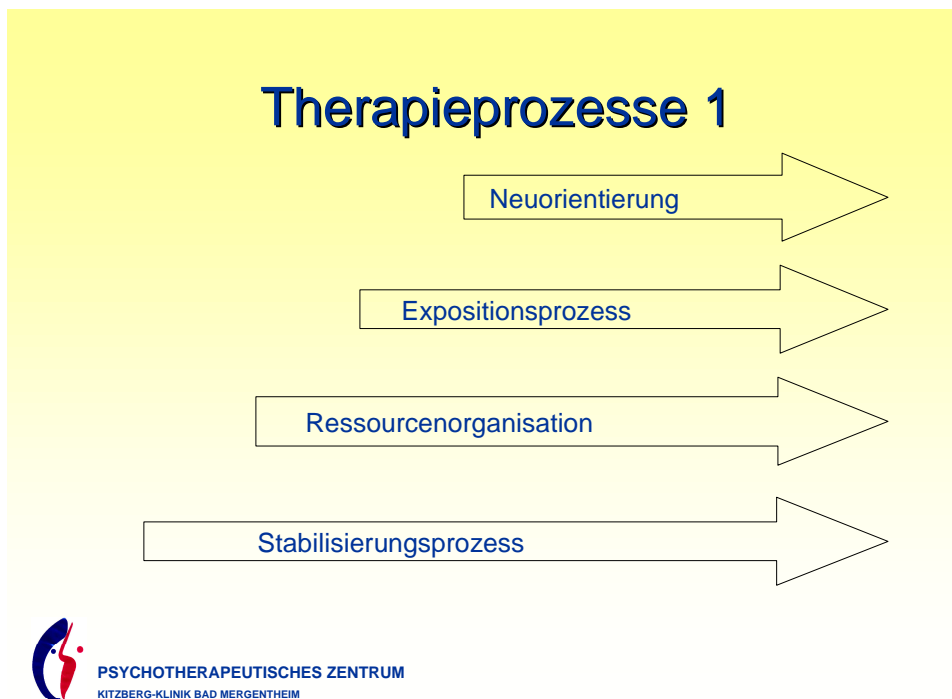 Therapieprozesse 1
Neuorientierung
Expositionsprozess
Ressourcenorganisation
Stabilisierungsprozess
PSYCHOTHERAPEUTISCHES ZENTRUM
KITZBERG-KLINIK BAD MERGENTHEIM